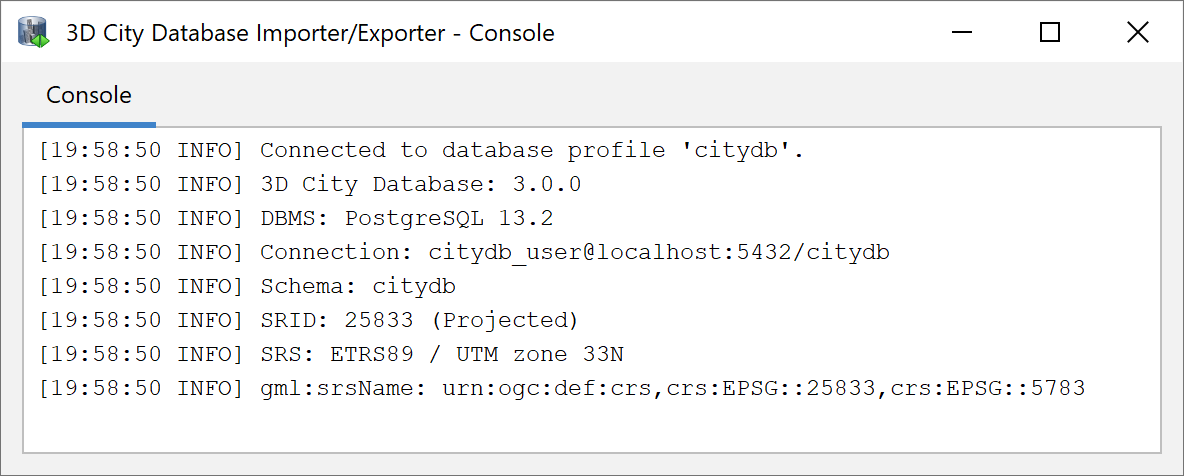 3D City Database Importer/Exporter - Console
Console
[19:58:50 INFO] Connected to database profile 'citydb'.
[19:58:50 INFO] 3D City Database: 3.0.0
[19:58:50 INFO] DBMS: PostgreSQL 13.2
[19:58:50 INFO] Connection: citydb_user@localhost:5432/citydb
[19:58:50 INFO] Schema: citydb
[19:58:50 INFO] SRID: 25833 (Projected)
[19:58:50 INFO] SRS: ETRS89 / UTM zone 33N
[19:58:50 INFO] gml:srsName: urn:ogc:def:crs,crs:EPSG::25833,crs:EPSG::5783